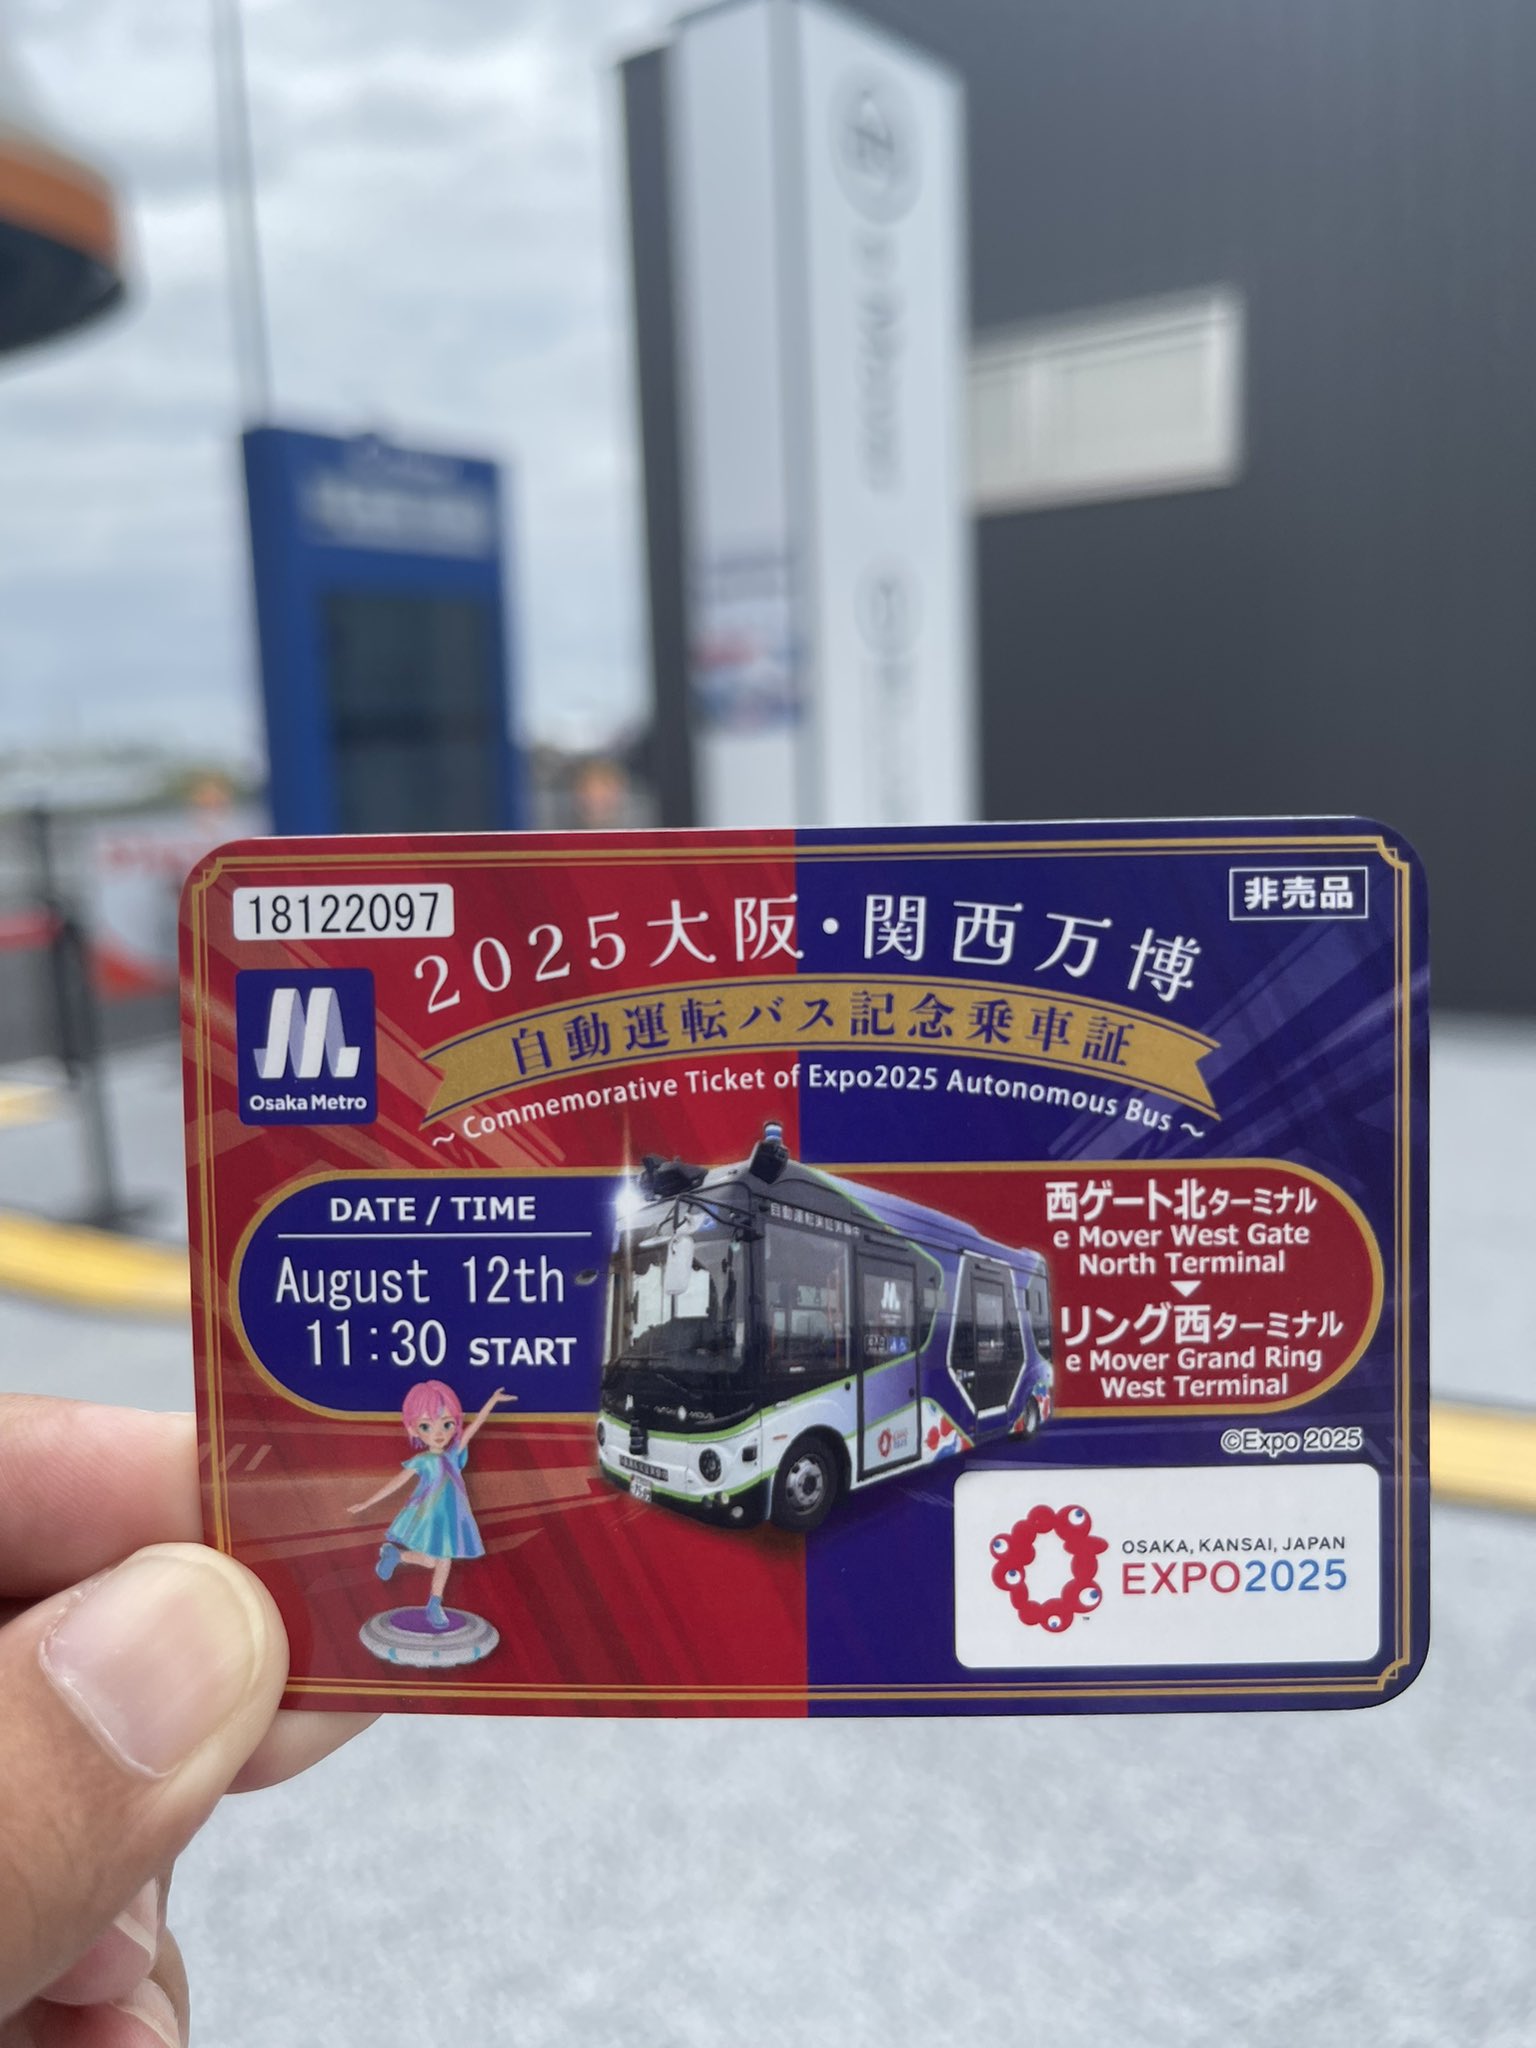 18122097
非売品
2025大阪・関西万博
自動運転バス記念乗車証
～ Commemorative Ticket of Expo2025 Autonomous Bus ～
Osaka Metro
DATE / TIME
August 12th
11:30 START
西ゲート北ターミナル
e Mover West Gate
North Terminal
▼
リング西ターミナル
e Mover Grand Ring
West Terminal
©Expo 2025
OSAKA, KANSAI, JAPAN
EXPO2025